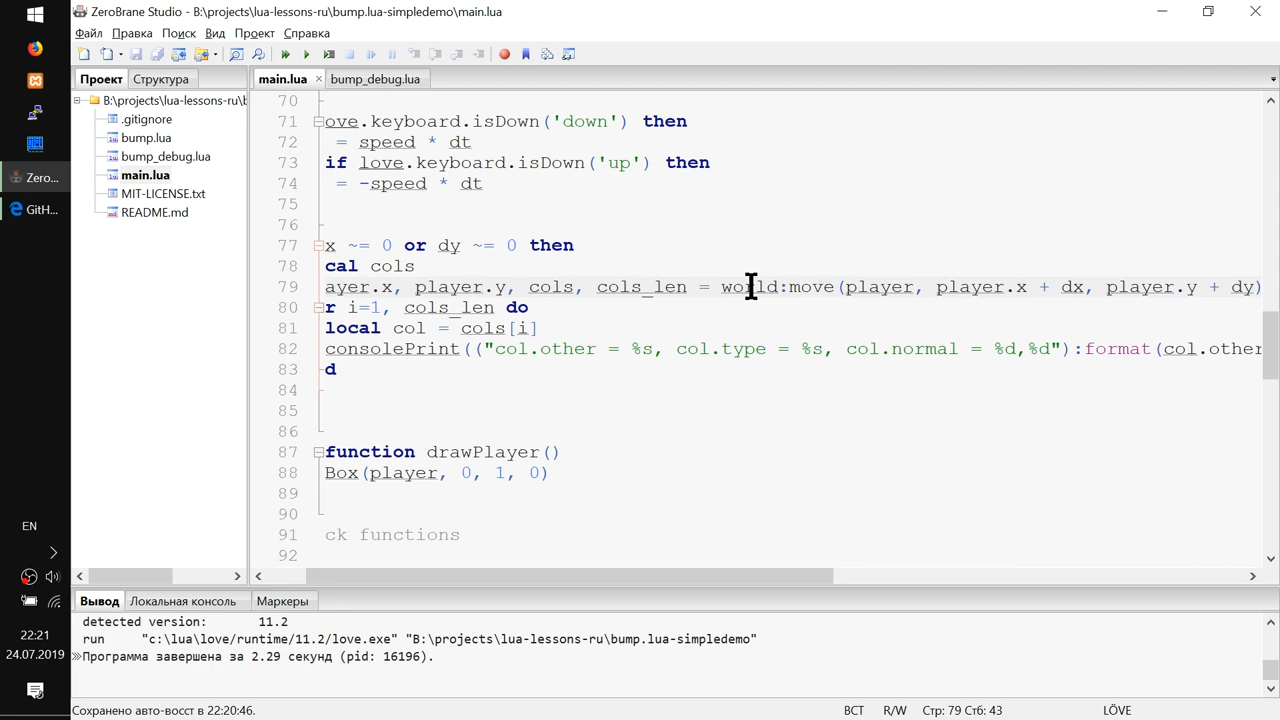 ZeroBrane Studio - B:\projects\lua-lessons-ru\bump.lua-simpledemo\main.lua
Файл Правка Поиск Вид Проект Справка
Проект Структура
main.lua
bump_debug.lua
B:\projects\lua-lessons-ru\b
.gitignore
bump.lua
bump_debug.lua
main.lua
MIT-LICENSE.txt
README.md
Zero...
GitH...
EN
22:21
24.07.2019
70
71 ove.keyboard.isDown('down') then
72 = speed * dt
73 if love.keyboard.isDown('up') then
74 = -speed * dt
75
76
77 x ~= 0 or dy ~= 0 then
78 cal cols
79 ayer.x, player.y, cols, cols_len = world:move(player, player.x + dx, player.y + dy)
80 r i=1, cols_len do
81 local col = cols[i]
82 consolePrint(("col.other = %s, col.type = %s, col.normal = %d,%d"):format(col.other
83 d
84
85
86
87 function drawPlayer()
88 Box(player, 0, 1, 0)
89
90
91 ck functions
92
Вывод Локальная консоль Маркеры
detected version: 11.2
run "c:\lua\love/runtime/11.2/love.exe" "B:\projects\lua-lessons-ru\bump.lua-simpledemo"
Программа завершена за 2.29 секунд (pid: 16196).
Сохранено авто-восст в 22:20:46.
ВСТ R/W Стр: 79 Стб: 43 LÖVE